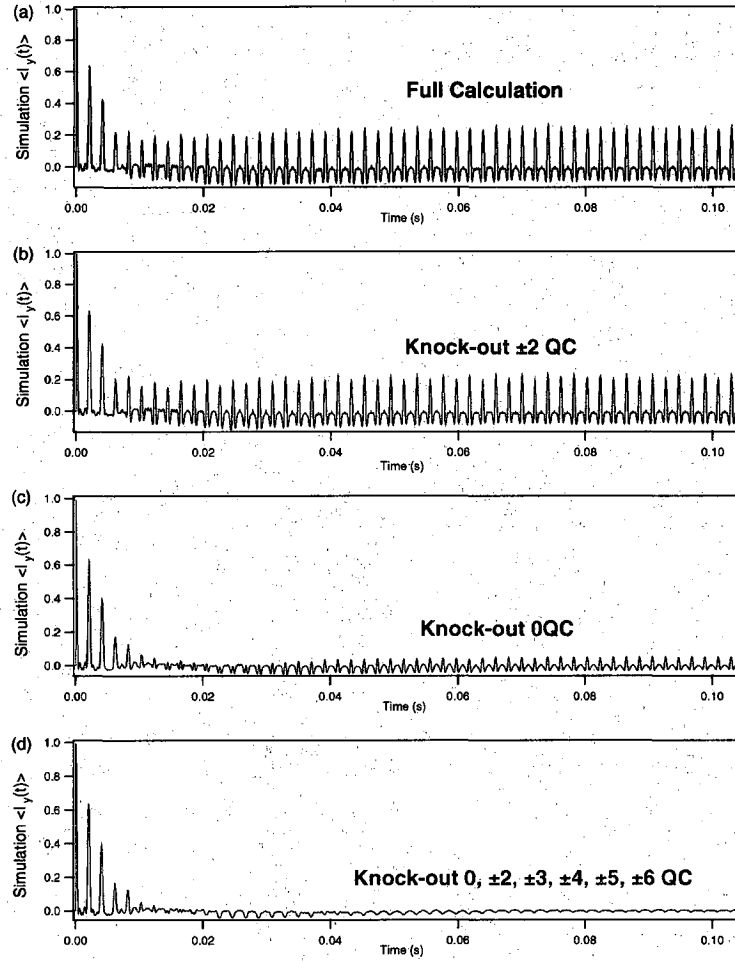 (a)
1.0
0.8
0.6
0.4
0.2
0.0
Simulation <I_y(t)>
Full Calculation
0.00 0.02 0.04 0.06 0.08 0.10
Time (s)
(b)
1.0
0.8
0.6
0.4
0.2
0.0
Simulation <I_y(t)>
Knock-out ±2 QC
0.00 0.02 0.04 0.06 0.08 0.10
Time (s)
(c)
1.0
0.8
0.6
0.4
0.2
0.0
Simulation <I_y(t)>
Knock-out 0QC
0.00 0.02 0.04 0.06 0.08 0.10
Time (s)
(d)
1.0
0.8
0.6
0.4
0.2
0.0
Simulation <I_y(t)>
Knock-out 0, ±2, ±3, ±4, ±5, ±6 QC
0.00 0.02 0.04 0.06 0.08 0.10
Time (s)